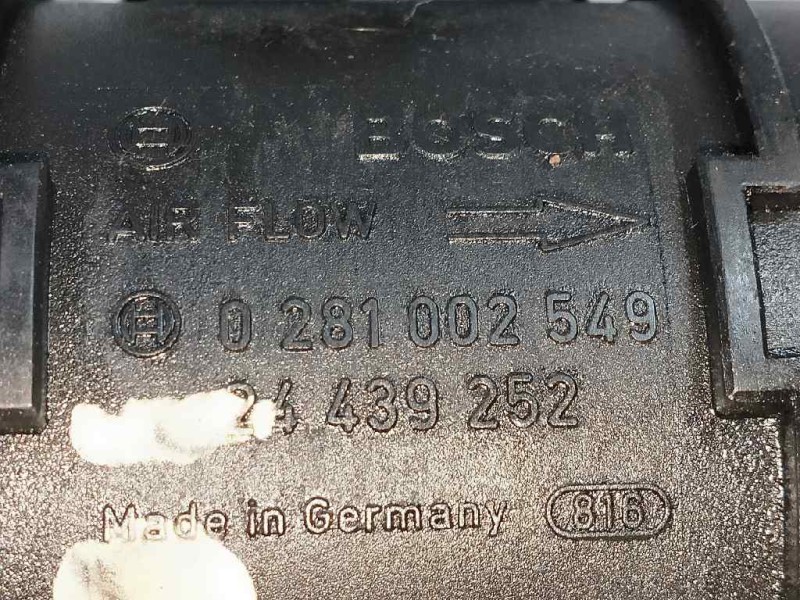 BOSCH
AIR FLOW
0 281 002 549
24 439 252
Made in Germany 816